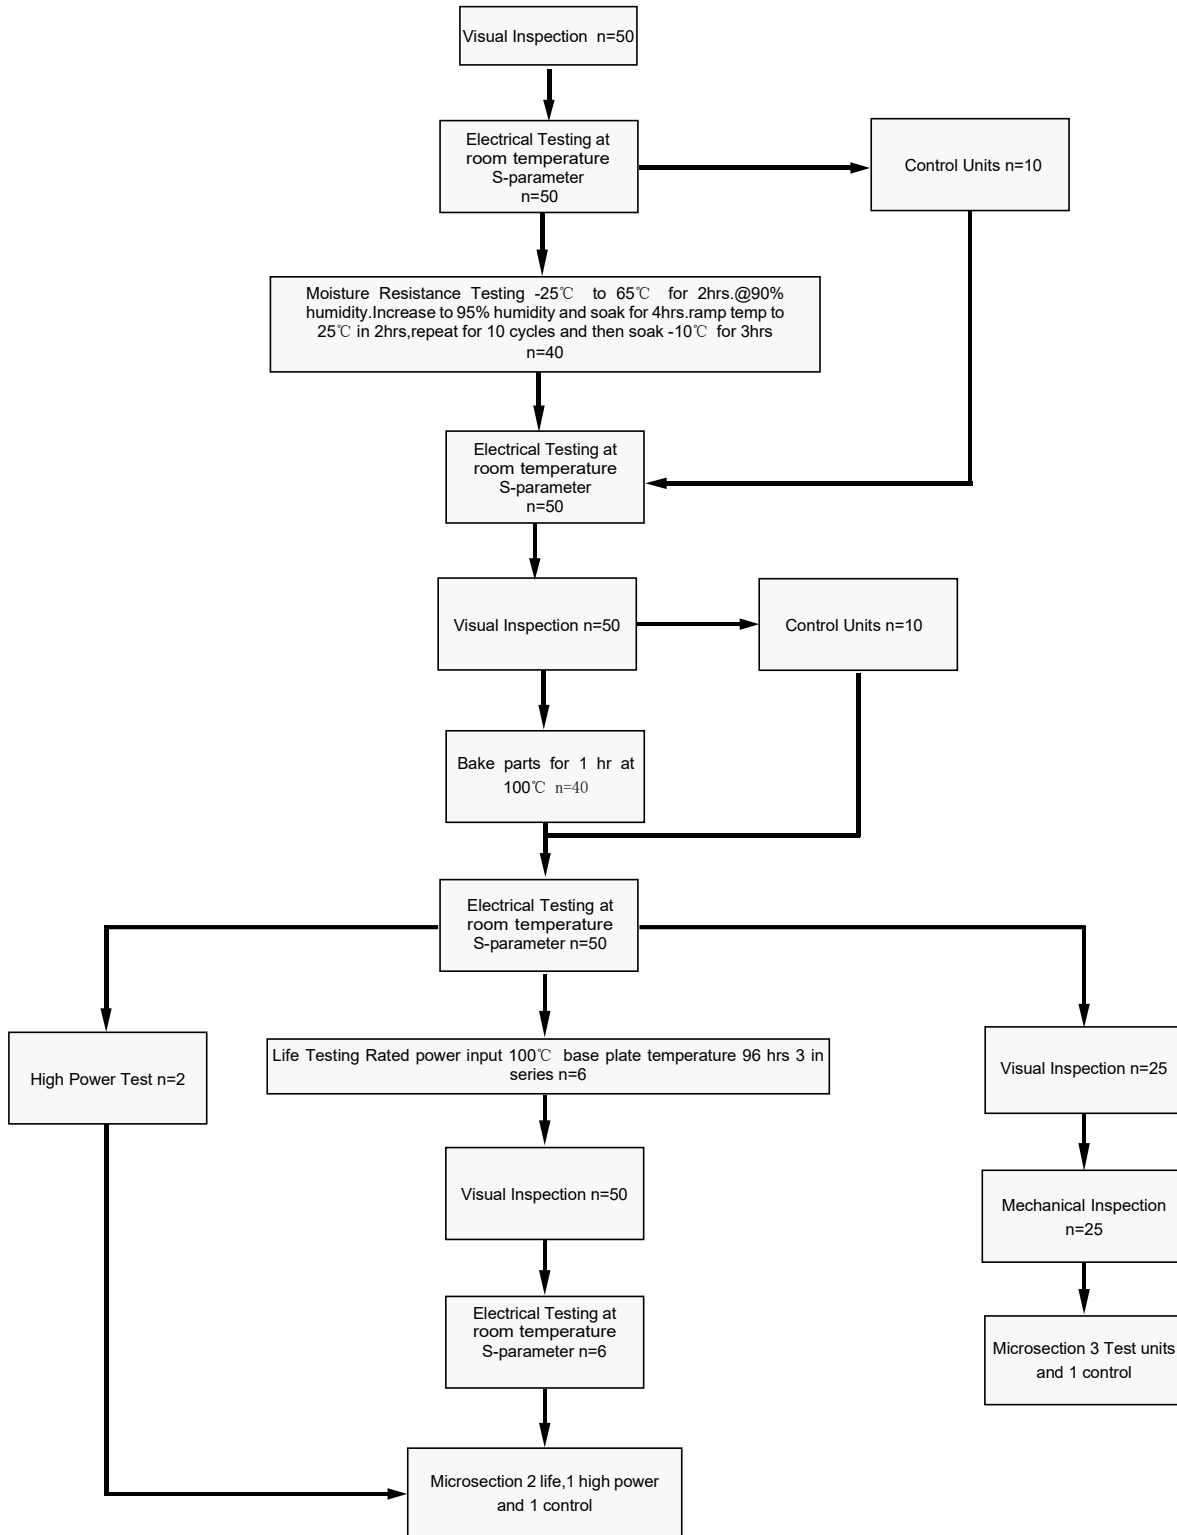 Visual Inspection n=50
Electrical Testing at
room temperature
S-parameter
n=50
Control Units n=10
Moisture Resistance Testing -25℃ to 65℃ for 2hrs.@90%
humidity.Increase to 95% humidity and soak for 4hrs.ramp temp to
25℃ in 2hrs,repeat for 10 cycles and then soak -10℃ for 3hrs
n=40
Electrical Testing at
room temperature
S-parameter
n=50
Visual Inspection n=50
Control Units n=10
Bake parts for 1 hr at
100℃ n=40
Electrical Testing at
room temperature
S-parameter n=50
High Power Test n=2
Life Testing Rated power input 100℃ base plate temperature 96 hrs 3 in
series n=6
Visual Inspection n=25
Visual Inspection n=50
Mechanical Inspection
n=25
Electrical Testing at
room temperature
S-parameter n=6
Microsection 3 Test units
and 1 control
Microsection 2 life,1 high power
and 1 control